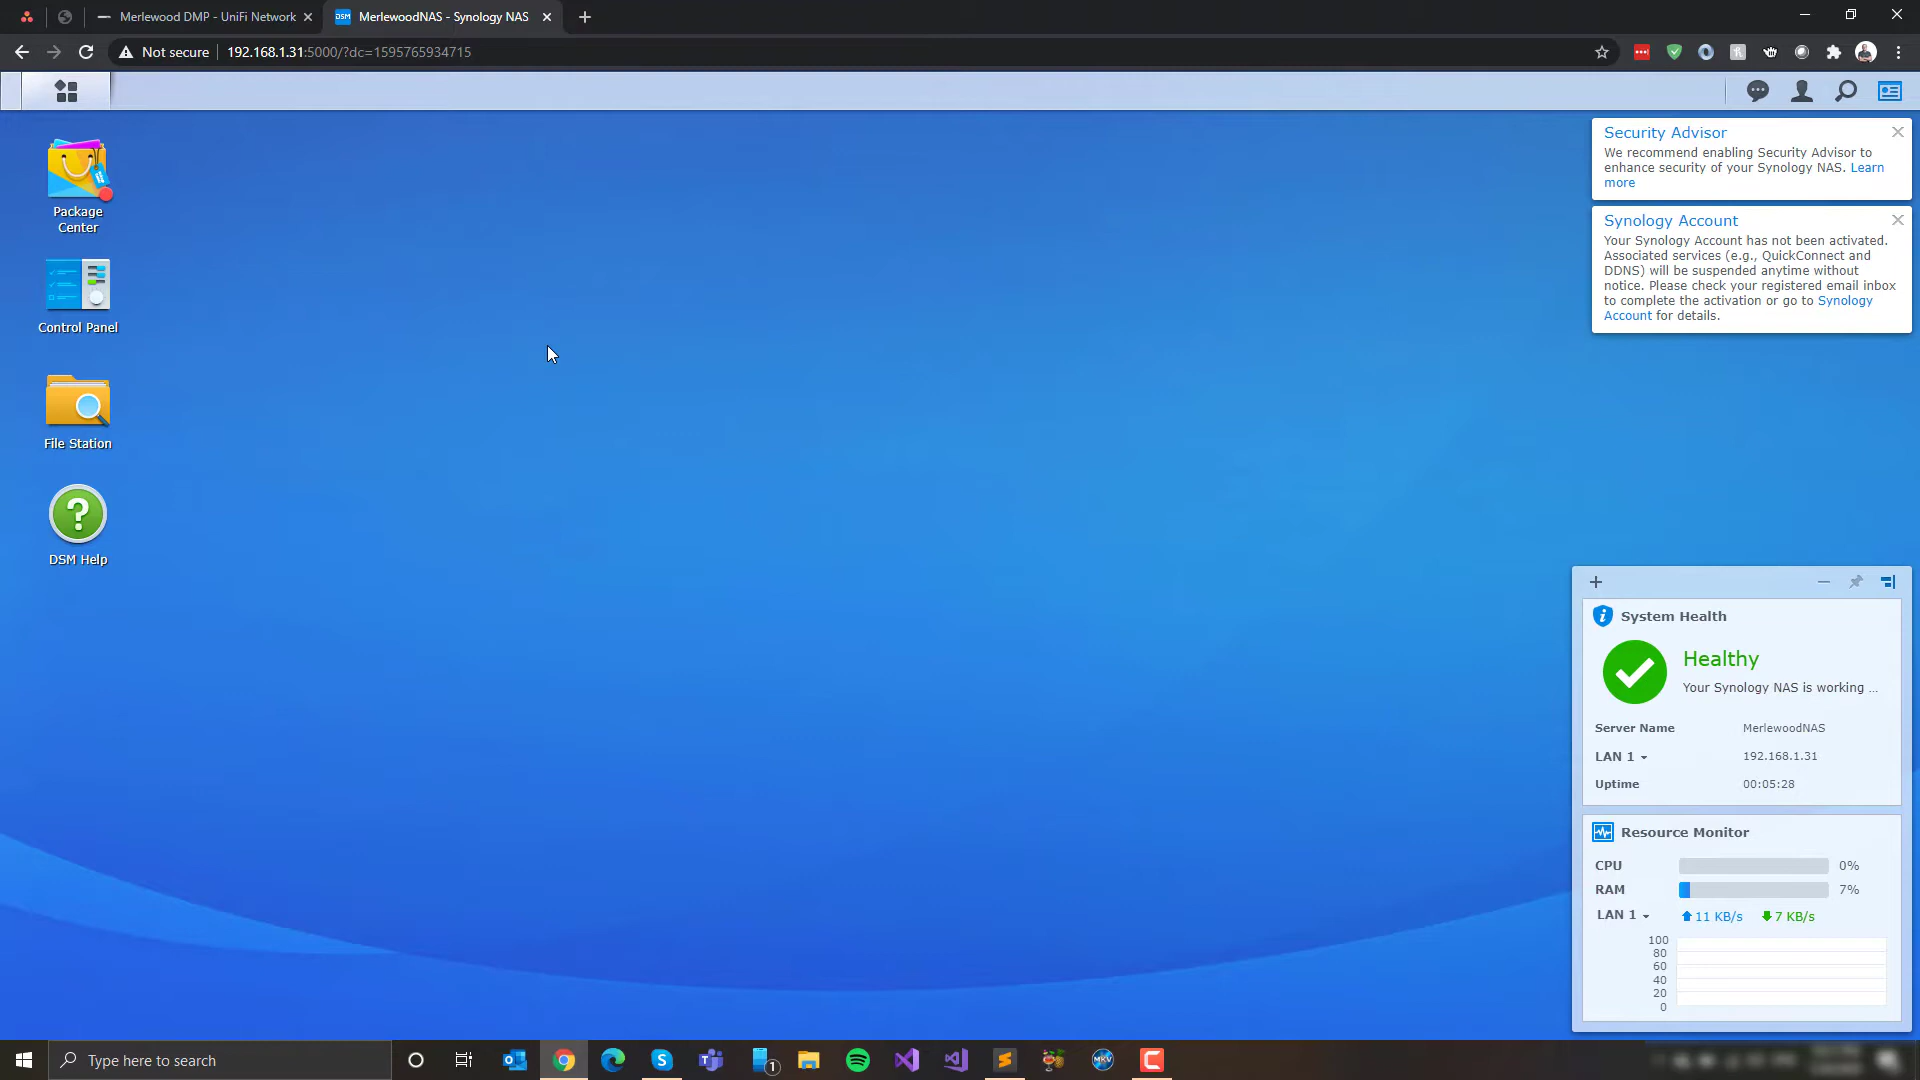 Merlewood DMP - UniFi Network
DSM
MerlewoodNAS - Synology NAS
Not secure
192.168.1.31:5000/?dc=1595765934715
Package
Center
Control Panel
File Station
?
DSM Help
Security Advisor
We recommend enabling Security Advisor to
enhance security of your Synology NAS. Learn
more
Synology Account
Your Synology Account has not been activated.
Associated services (e.g., QuickConnect and
DDNS) will be suspended anytime without
notice. Please check your registered email inbox
to complete the activation or go to Synology
Account for details.
System Health
Healthy
Your Synology NAS is working ...
Server Name MerlewoodNAS
LAN 1 192.168.1.31
Uptime 00:05:28
Resource Monitor
CPU 0%
RAM 7%
LAN 1 11 KB/s 7 KB/s
100
80
60
40
20
0
Type here to search
1
MKV